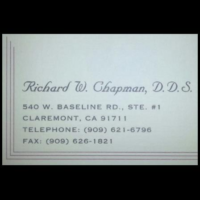 Richard W. Chapman, D.D.S.
540 W. BASELINE RD., STE. #1
CLAREMONT, CA 91711
TELEPHONE: (909) 621-6796
FAX: (909) 626-1821